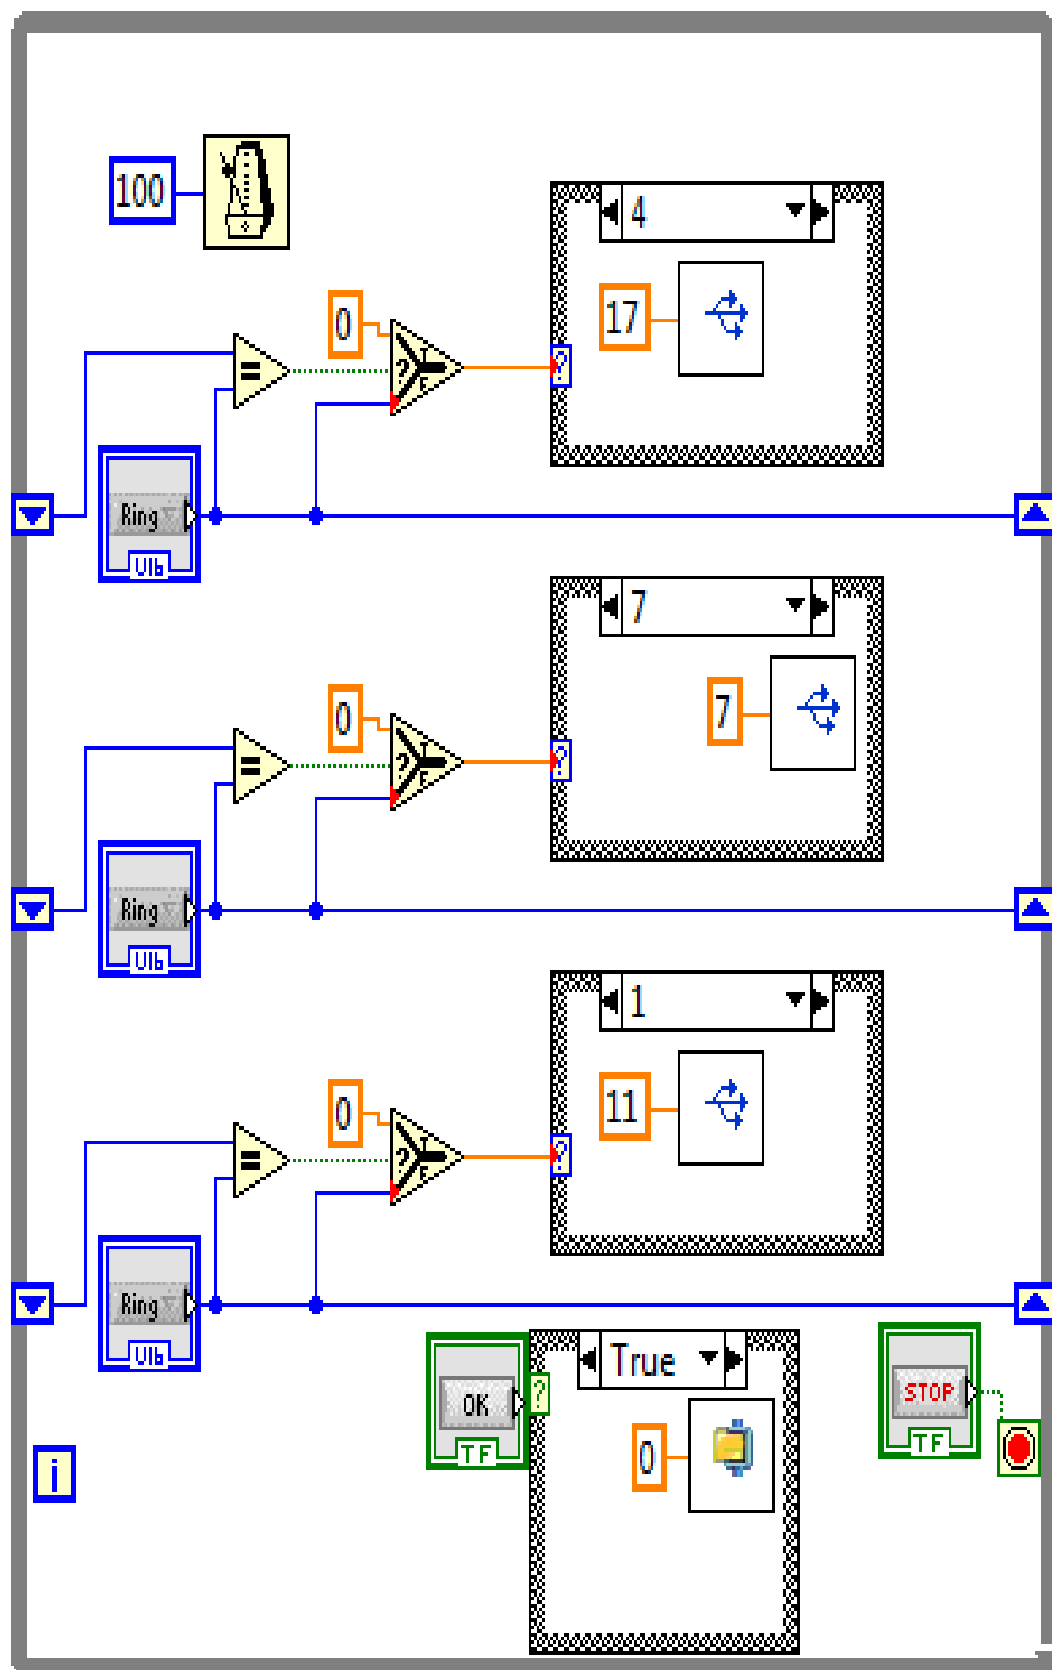 100
4
0
17
?
T
?
F
=
Ring
U16
7
0
7
?
T
?
F
=
Ring
U16
1
0
11
?
T
?
F
=
Ring
U16
True
OK
?
TF
0
STOP
TF
i